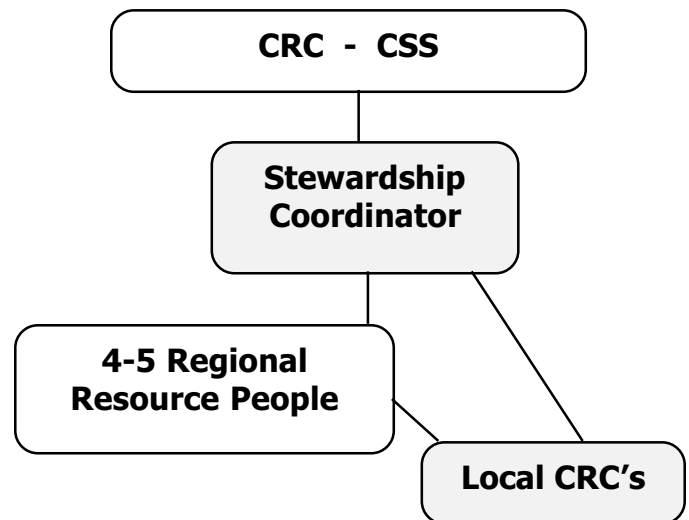 CRC - CSS
Stewardship
Coordinator
4-5 Regional
Resource People
Local CRC's